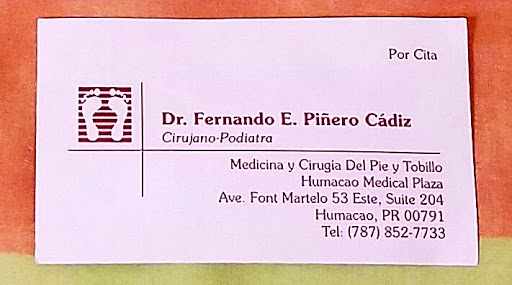 Por Cita
Dr. Fernando E. Piñero Cádiz
Cirujano-Podiatra
Medicina y Cirugia Del Pie y Tobillo
Humacao Medical Plaza
Ave. Font Martelo 53 Este, Suite 204
Humacao, PR 00791
Tel: (787) 852-7733